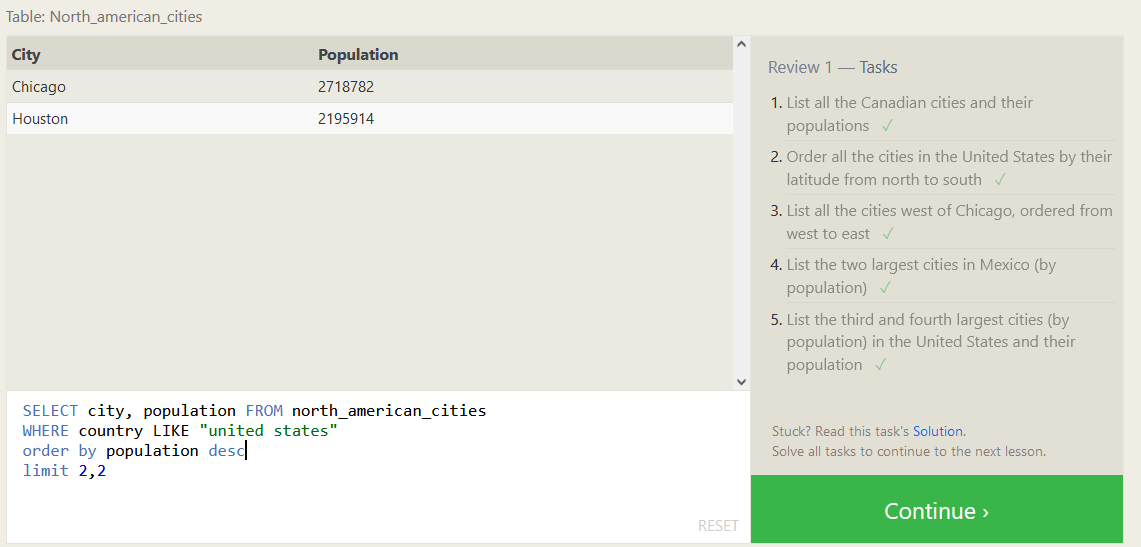 Table: North_american_cities
City Population
Chicago 2718782
Houston 2195914
SELECT city, population FROM north_american_cities
WHERE country LIKE "united states"
order by population desc
limit 2,2
RESET
Review 1 — Tasks
1. List all the Canadian cities and their
populations ✓
2. Order all the cities in the United States by their
latitude from north to south ✓
3. List all the cities west of Chicago, ordered from
west to east ✓
4. List the two largest cities in Mexico (by
population) ✓
5. List the third and fourth largest cities (by
population) in the United States and their
population ✓
Stuck? Read this task's Solution.
Solve all tasks to continue to the next lesson.
Continue ›